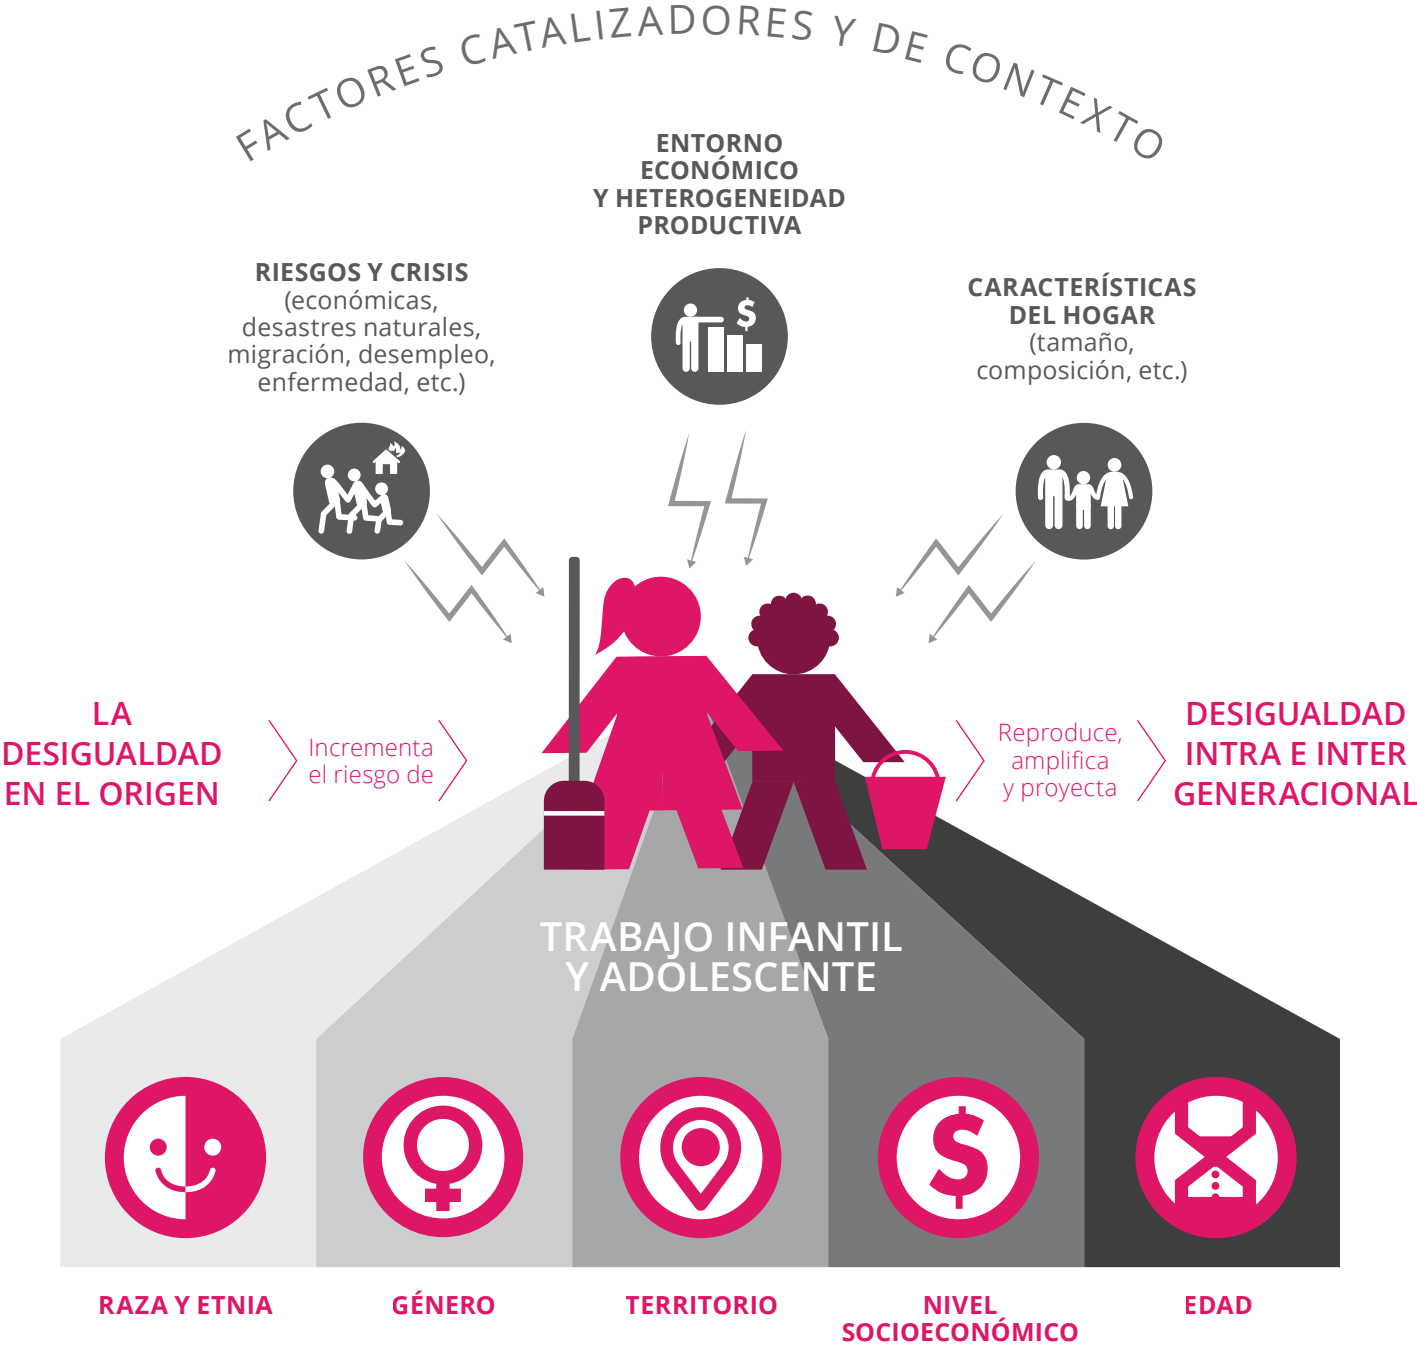 FACTORES CATALIZADORES Y DE CONTEXTO
ENTORNO
ECONÓMICO
Y HETEROGENEIDAD
PRODUCTIVA
RIESGOS Y CRISIS
(económicas,
desastres naturales,
migración, desempleo,
enfermedad, etc.)
CARACTERÍSTICAS
DEL HOGAR
(tamaño,
composición, etc.)
$
LA
DESIGUALDAD
EN EL ORIGEN
Incrementa
el riesgo de
Reproduce,
amplifica
y proyecta
DESIGUALDAD
INTRA E INTER
GENERACIONAL
TRABAJO INFANTIL
Y ADOLESCENTE
$
RAZA Y ETNIA
GÉNERO
TERRITORIO
NIVEL
SOCIOECONÓMICO
EDAD